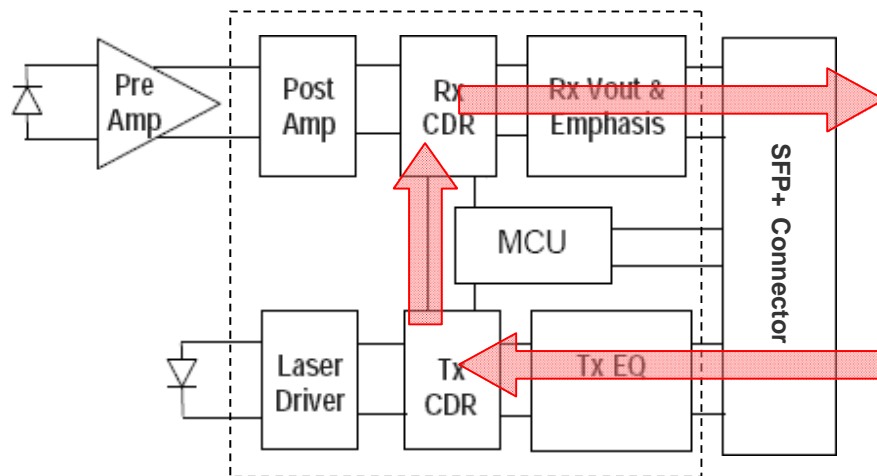 Pre
Amp
Post
Amp
Rx
CDR
Rx Vout &
Emphasis
SFP+ Connector
MCU
Laser
Driver
Tx
CDR
Tx EQ